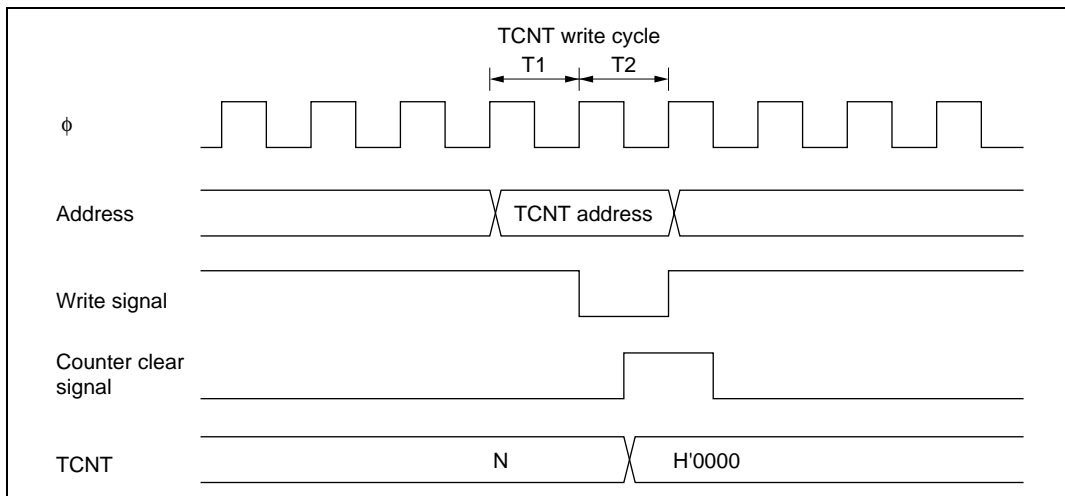 TCNT write cycle
T1 T2
ϕ
Address
TCNT address
Write signal
Counter clear
signal
TCNT
N
H'0000